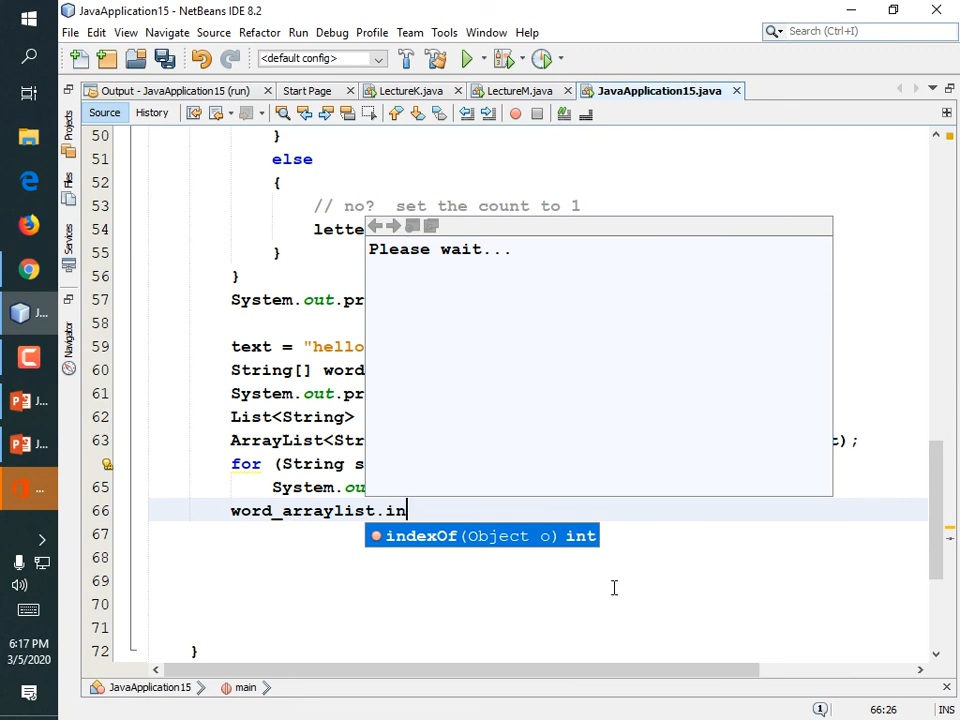 JavaApplication15 - NetBeans IDE 8.2
File Edit View Navigate Source Refactor Run Debug Profile Team Tools Window Help
Search (Ctrl+I)
<default config>
Output - JavaApplication15 (run) Start Page LectureK.java LectureM.java JavaApplication15.java
Source History
Projects
Files
Services
Navigator
50 }
51 else
52 {
53 // no? set the count to 1
54 lette
55 }
56 }
57 System.out.pr
58
59 text = "hello
60 String[] word
61 System.out.pr
62 List<String>
63 ArrayList<Str t);
for (String s
65 System.ou
66 word_arraylist.in
67
68
69
70
71
72 }
Please wait...
indexOf(Object o) int
J...
J...
J...
...
6:17 PM
3/5/2020
JavaApplication15 main
1 66:26 INS